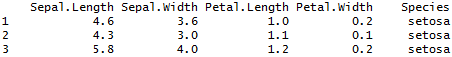 Sepal.Length Sepal.Width Petal.Length Petal.Width Species
1 4.6 3.6 1.0 0.2 setosa
2 4.3 3.0 1.1 0.1 setosa
3 5.8 4.0 1.2 0.2 setosa